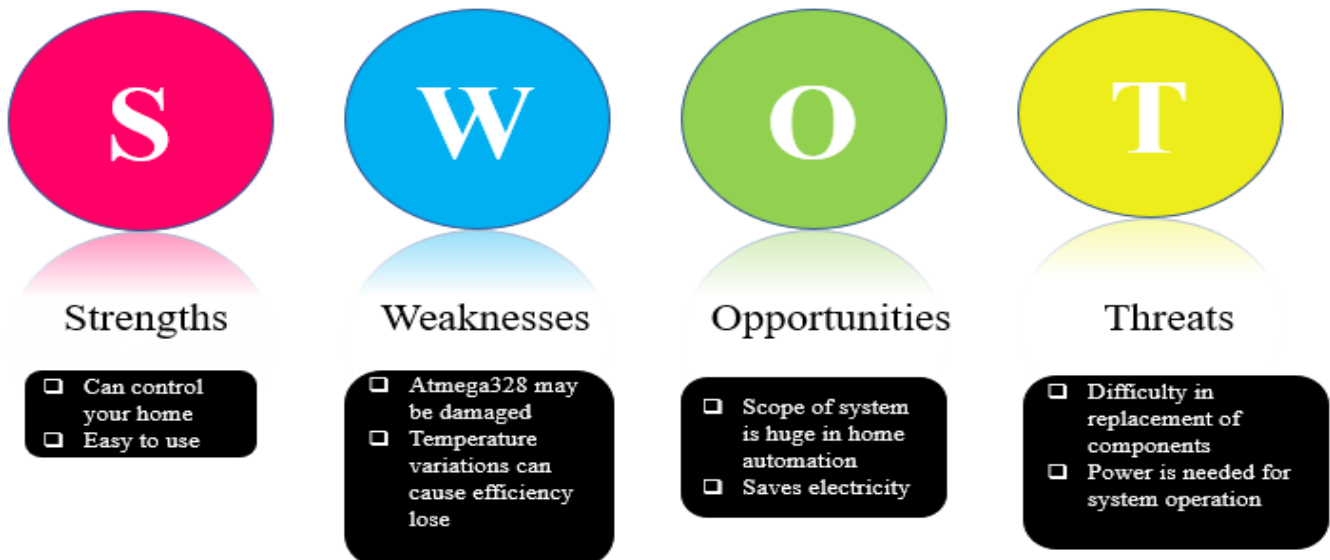 S
W
O
T
Strengths
Weaknesses
Opportunities
Threats
❑ Can control
your home
❑ Easy to use
❑ Atmega328 may
be damaged
❑ Temperature
variations can
cause efficiency
lose
❑ Scope of system
is huge in home
automation
❑ Saves electricity
❑ Difficulty in
replacement of
components
❑ Power is needed for
system operation